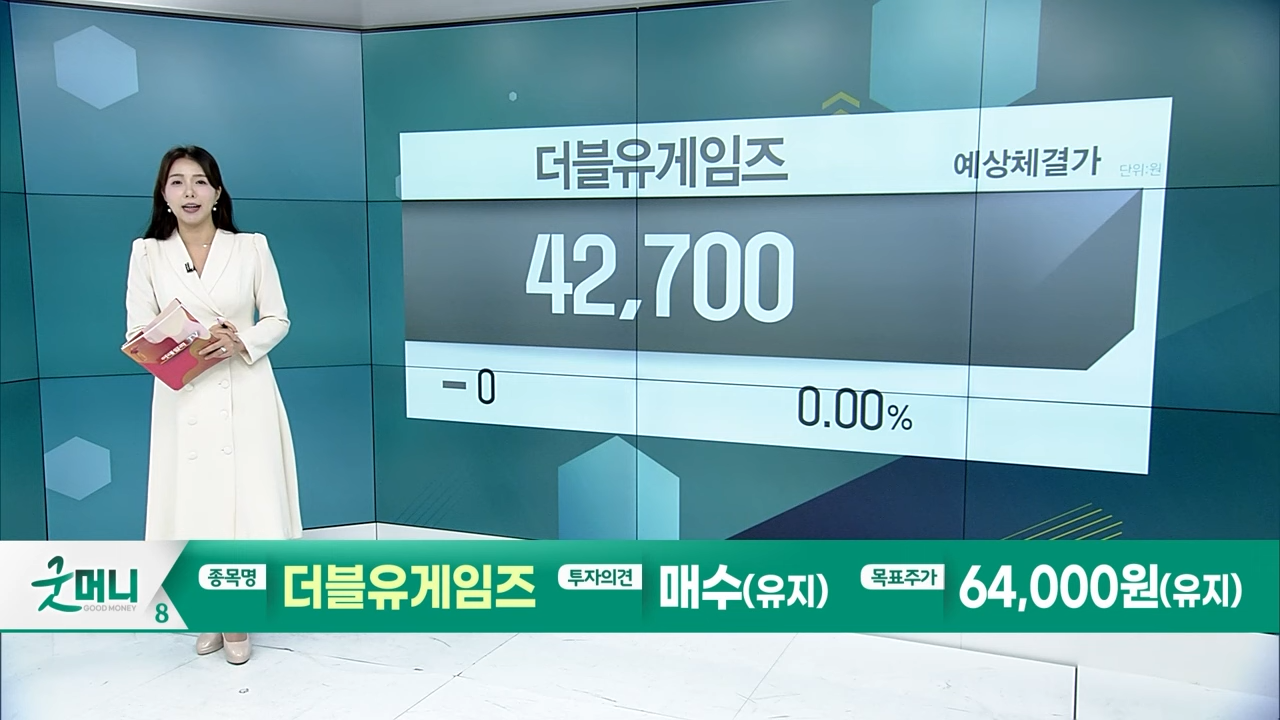 더블유게임즈
예상체결가 단위:원
42,700
0 0.00%
굿머니
GOOD MONEY
8
종목명 더블유게임즈 투자의견 매수(유지) 목표주가 64,000원(유지)